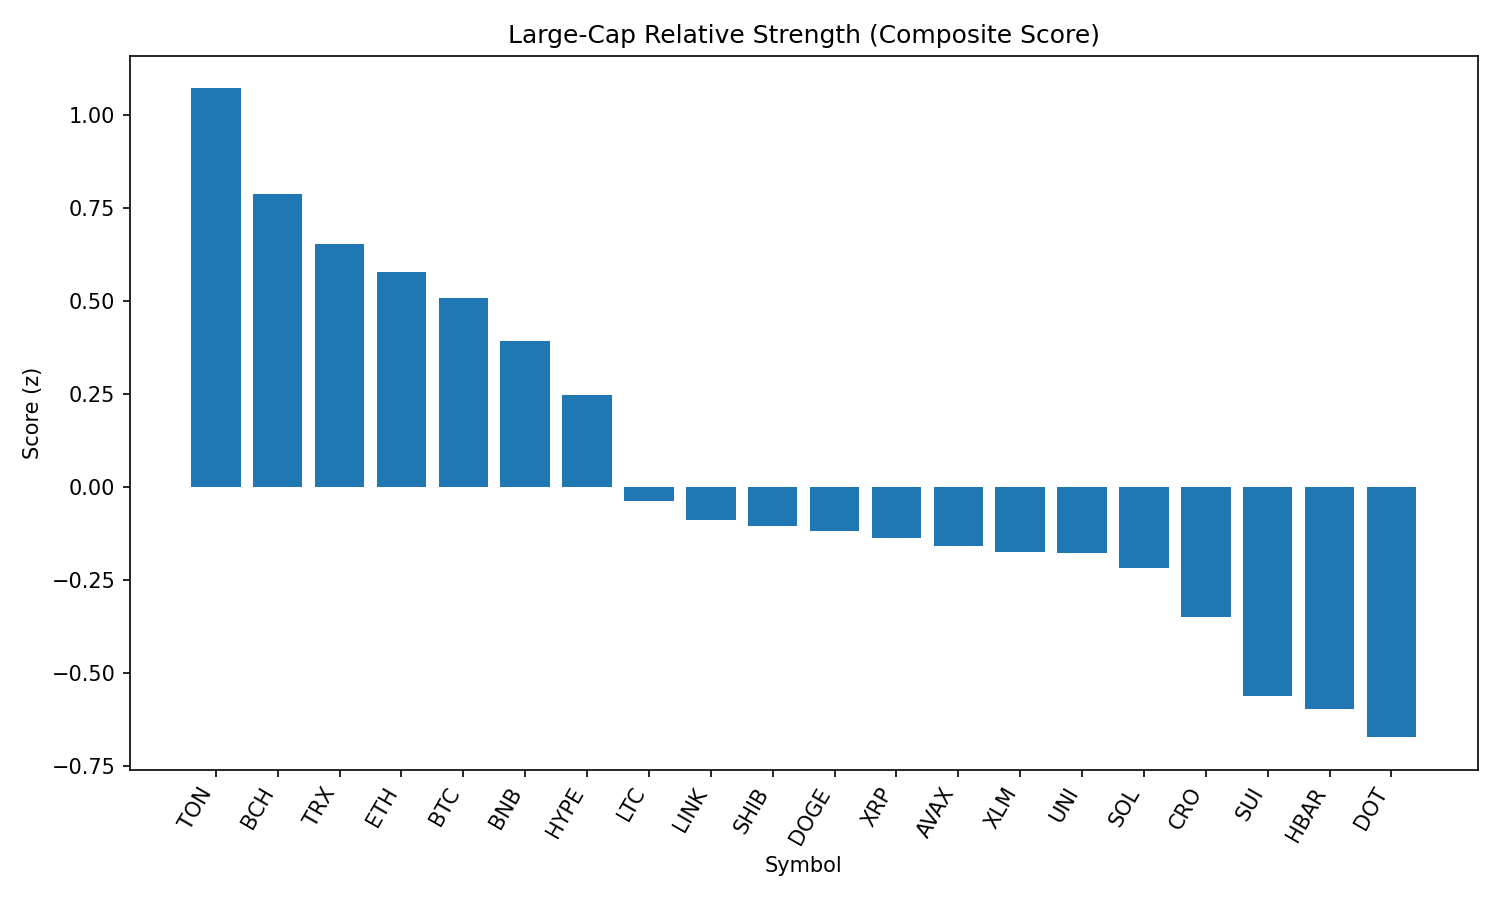 Large-Cap Relative Strength (Composite Score)
1.00
0.75
0.50
0.25
0.00
−0.25
−0.50
−0.75
Score (z)
TON
BCH
TRX
ETH
BTC
BNB
HYPE
LTC
LINK
SHIB
DOGE
XRP
AVAX
XLM
UNI
SOL
CRO
SUI
HBAR
DOT
Symbol